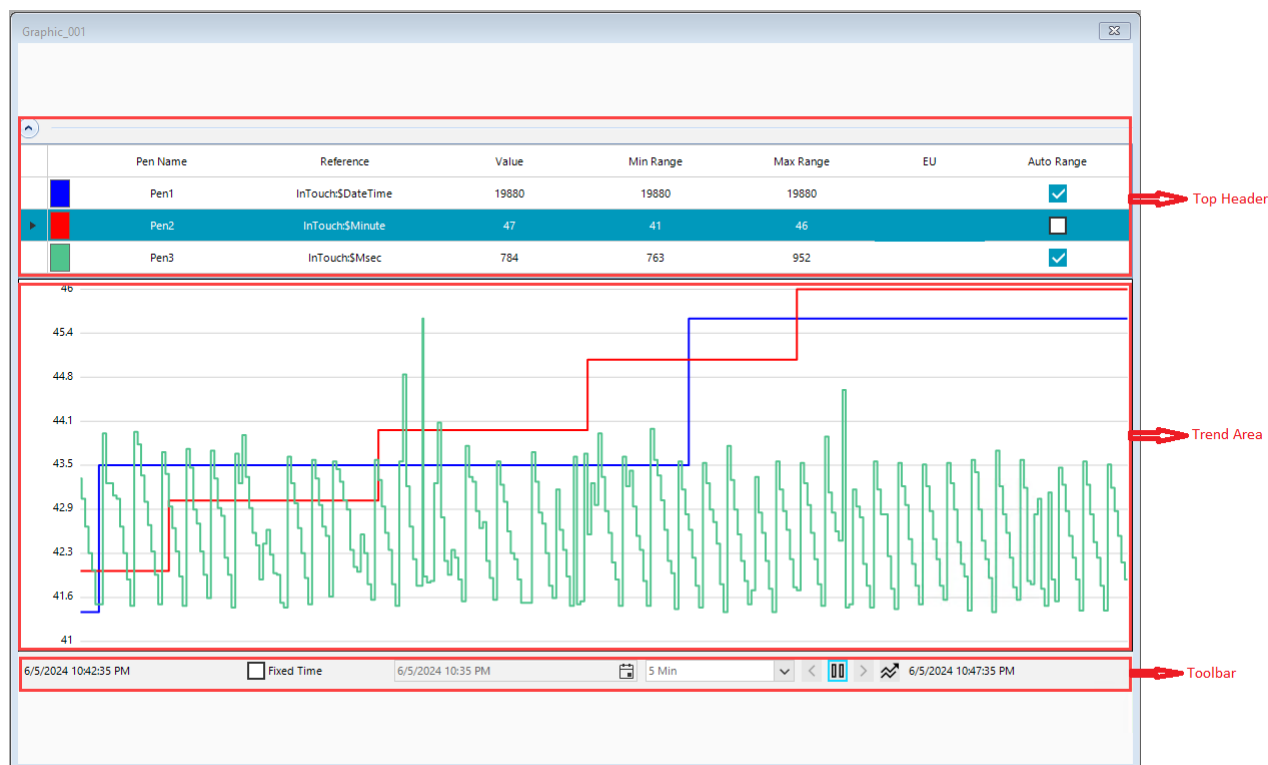 Graphic_001
Pen Name Reference Value Min Range Max Range EU Auto Range
Pen1 InTouch:$DateTime 19880 19880 19880
Top Header
Pen2 InTouch:$Minute 47 41 46
Pen3 InTouch:$Msec 784 763 952
46
45.4
44.8
44.1
Trend Area
43.5
42.9
42.3
41.6
41
6/5/2024 10:42:35 PM Fixed Time 6/5/2024 10:35 PM 5 Min 6/5/2024 10:47:35 PM
Toolbar